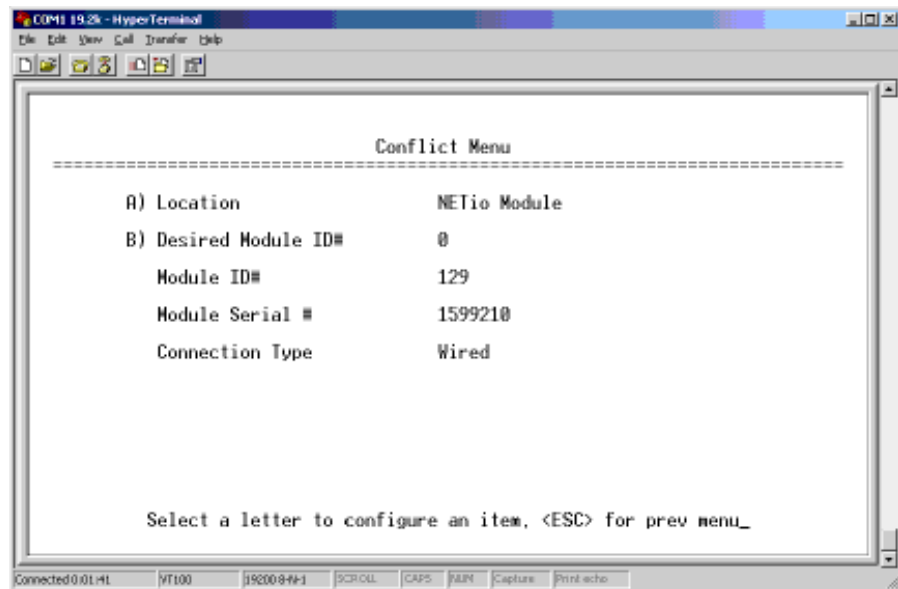 COM1 19.2k - HyperTerminal
File Edit View Call Transfer Help
Conflict Menu
================================================================================
A) Location NETio Module
B) Desired Module ID# 0
Module ID# 129
Module Serial # 1599210
Connection Type Wired
Select a letter to configure an item, <ESC> for prev menu_
Connected 0:01:41 VT100 19200 8-N-1 SCROLL CAPS NUM Capture Print echo